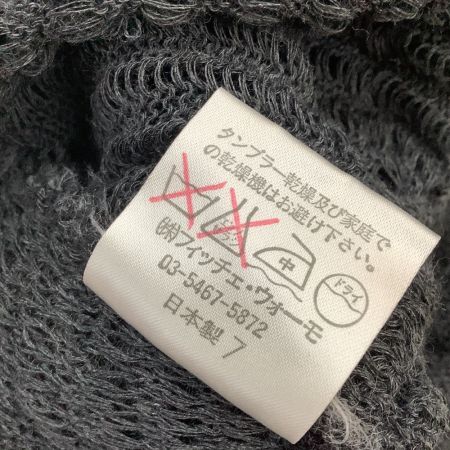 タンブラー乾燥及び家庭で
の乾燥機はお避け下さい。
中
ドライ
㈱フィッチェ・ウォーモ
03-5467-5872
日本製 7